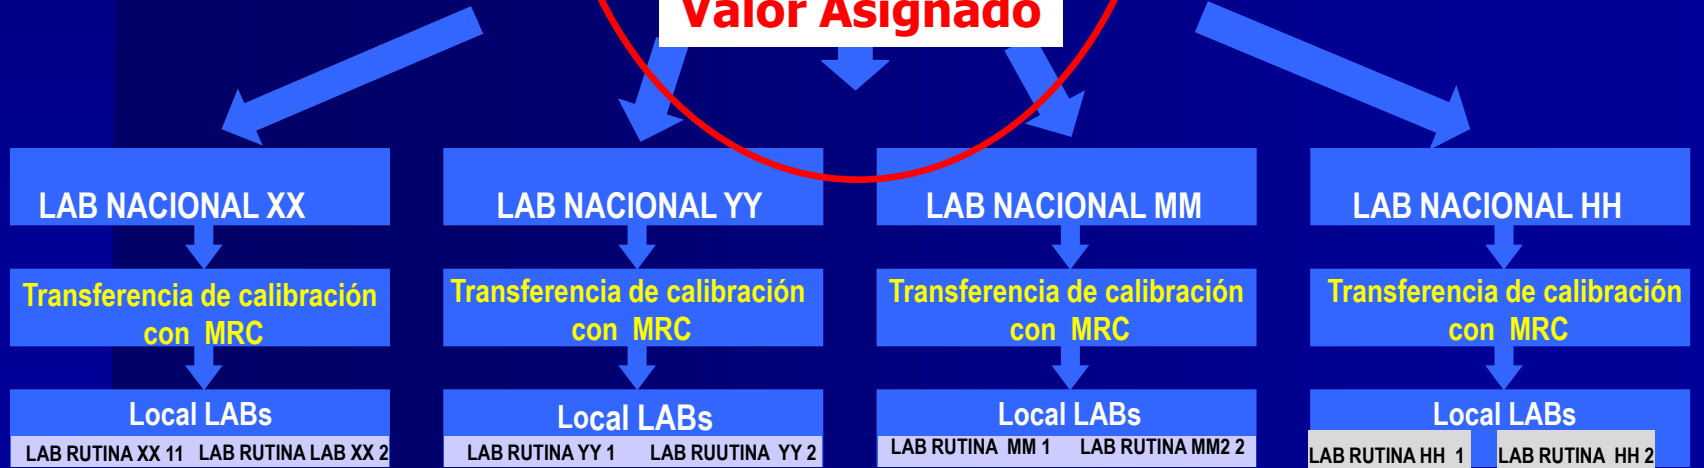 Valor Asignado
LAB NACIONAL XX
LAB NACIONAL YY
LAB NACIONAL MM
LAB NACIONAL HH
Transferencia de calibración
con MRC
Transferencia de calibración
con MRC
Transferencia de calibración
con MRC
Transferencia de calibración
con MRC
Local LABs
LAB RUTINA XX 11 LAB RUTINA LAB XX 2
Local LABs
LAB RUTINA YY 1 LAB RUUTINA YY 2
Local LABs
LAB RUTINA MM 1 LAB RUTINA MM2 2
Local LABs
LAB RUTINA HH 1 LAB RUTINA HH 2